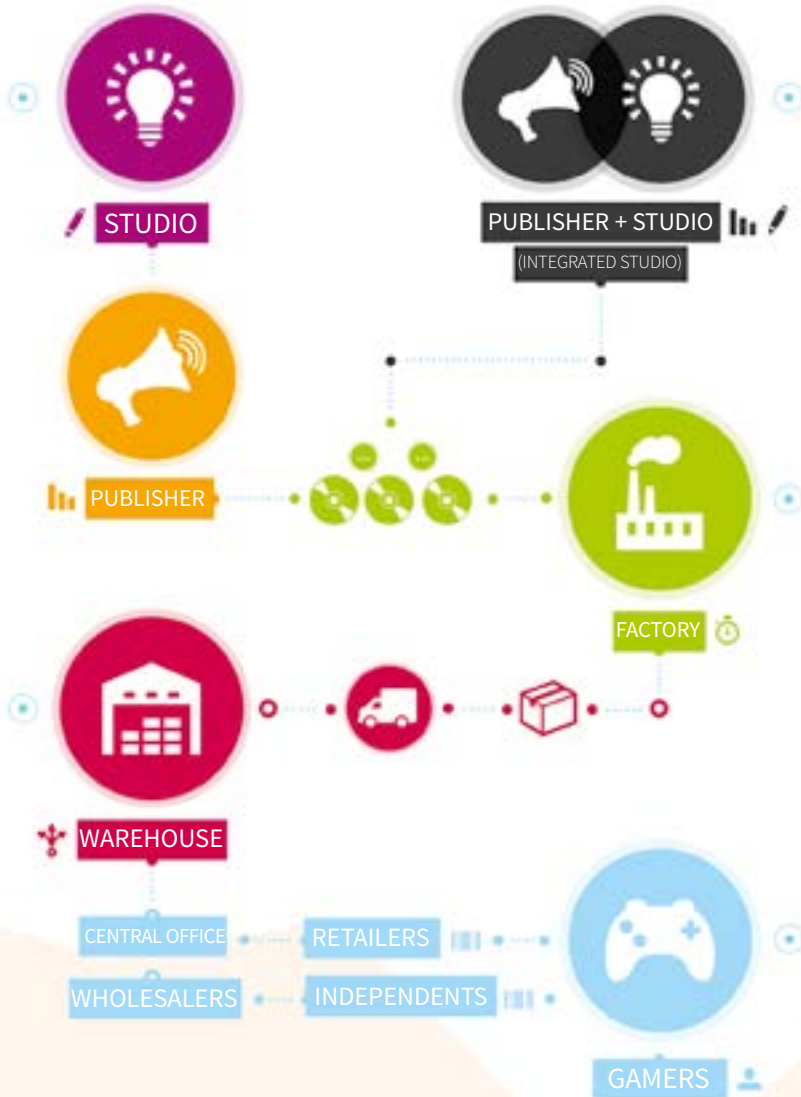 STUDIO
PUBLISHER + STUDIO
(INTEGRATED STUDIO)
PUBLISHER
FACTORY
WAREHOUSE
CENTRAL OFFICE
RETAILERS
WHOLESALERS
INDEPENDENTS
GAMERS